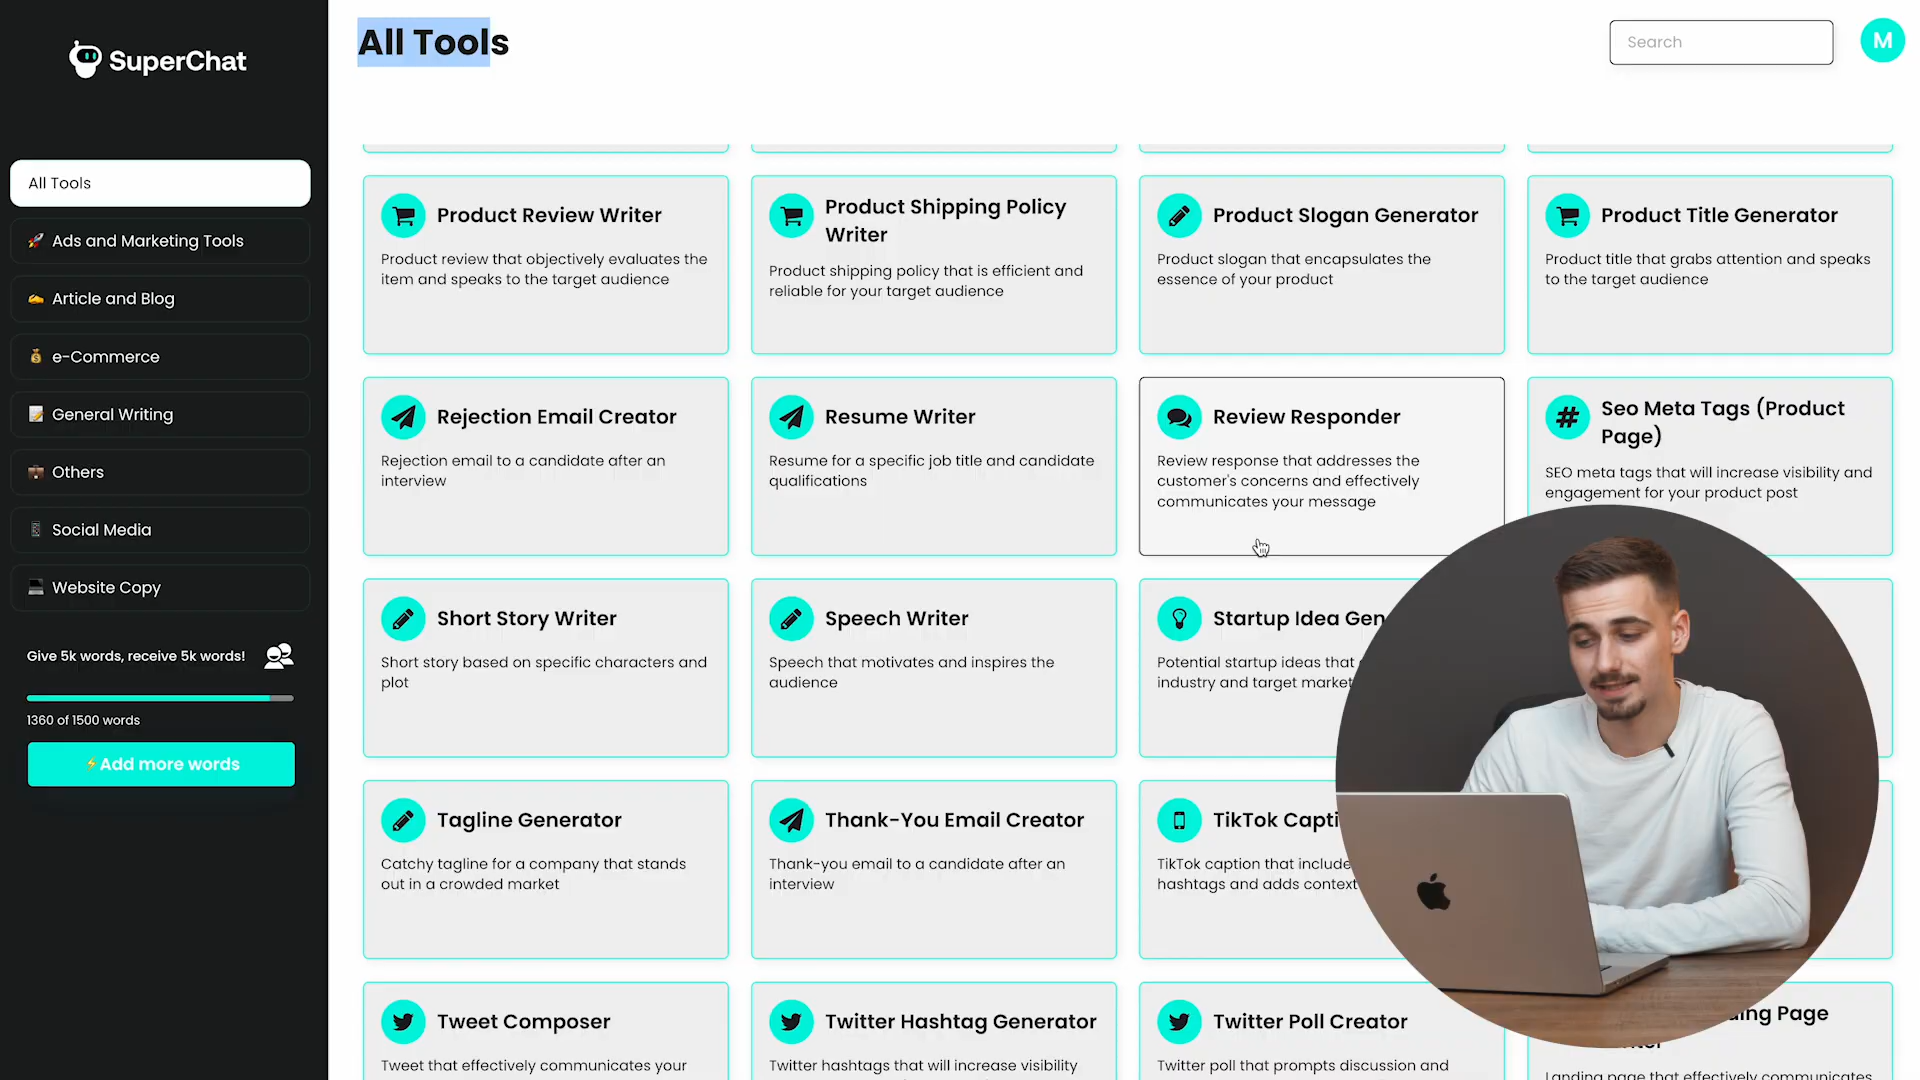 SuperChat
All Tools
Ads and Marketing Tools
Article and Blog
e-Commerce
General Writing
Others
Social Media
Website Copy
Give 5k words, receive 5k words!
1360 of 1500 words
⚡Add more words
All Tools
Search
M
Product Review Writer
Product review that objectively evaluates the
item and speaks to the target audience
Product Shipping Policy
Writer
Product shipping policy that is efficient and
reliable for your target audience
Product Slogan Generator
Product slogan that encapsulates the
essence of your product
Product Title Generator
Product title that grabs attention and speaks
to the target audience
Rejection Email Creator
Rejection email to a candidate after an
interview
Resume Writer
Resume for a specific job title and candidate
qualifications
Review Responder
Review response that addresses the
customer's concerns and effectively
communicates your message
Seo Meta Tags (Product
Page)
SEO meta tags that will increase visibility and
engagement for your product post
Short Story Writer
Short story based on specific characters and
plot
Speech Writer
Speech that motivates and inspires the
audience
Startup Idea Gen
Potential startup ideas that
industry and target market
Tagline Generator
Catchy tagline for a company that stands
out in a crowded market
Thank-You Email Creator
Thank-you email to a candidate after an
interview
TikTok Capti
TikTok caption that include
hashtags and adds context
Tweet Composer
Tweet that effectively communicates your
Twitter Hashtag Generator
Twitter hashtags that will increase visibility
Twitter Poll Creator
Twitter poll that prompts discussion and
Page
Landing page that effectively communicates